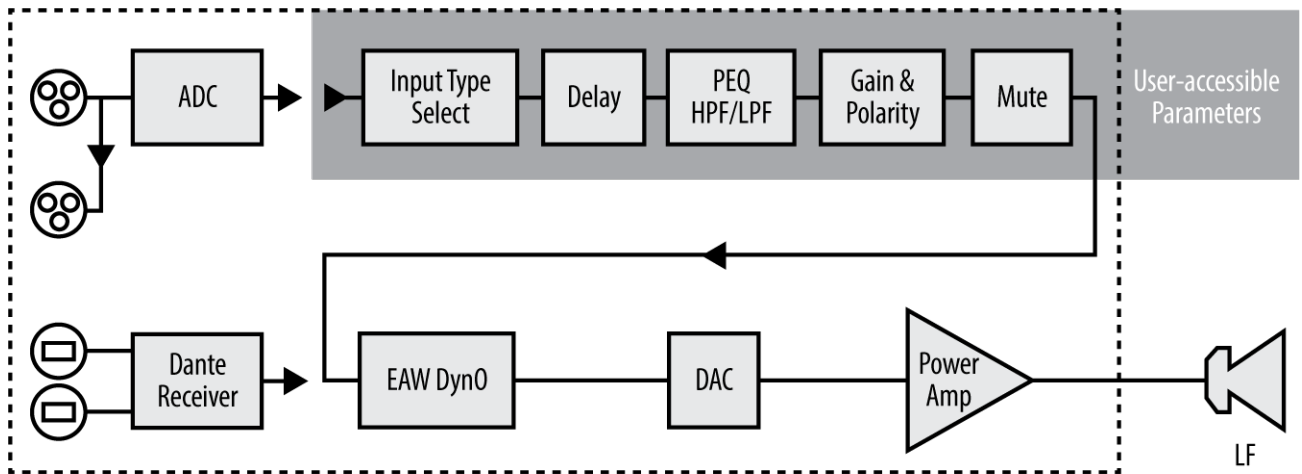 ADC
Input Type
Select
Delay
PEQ
HPF/LPF
Gain &
Polarity
Mute
User-accessible
Parameters
Dante
Receiver
EAW DynO
DAC
Power
Amp
LF